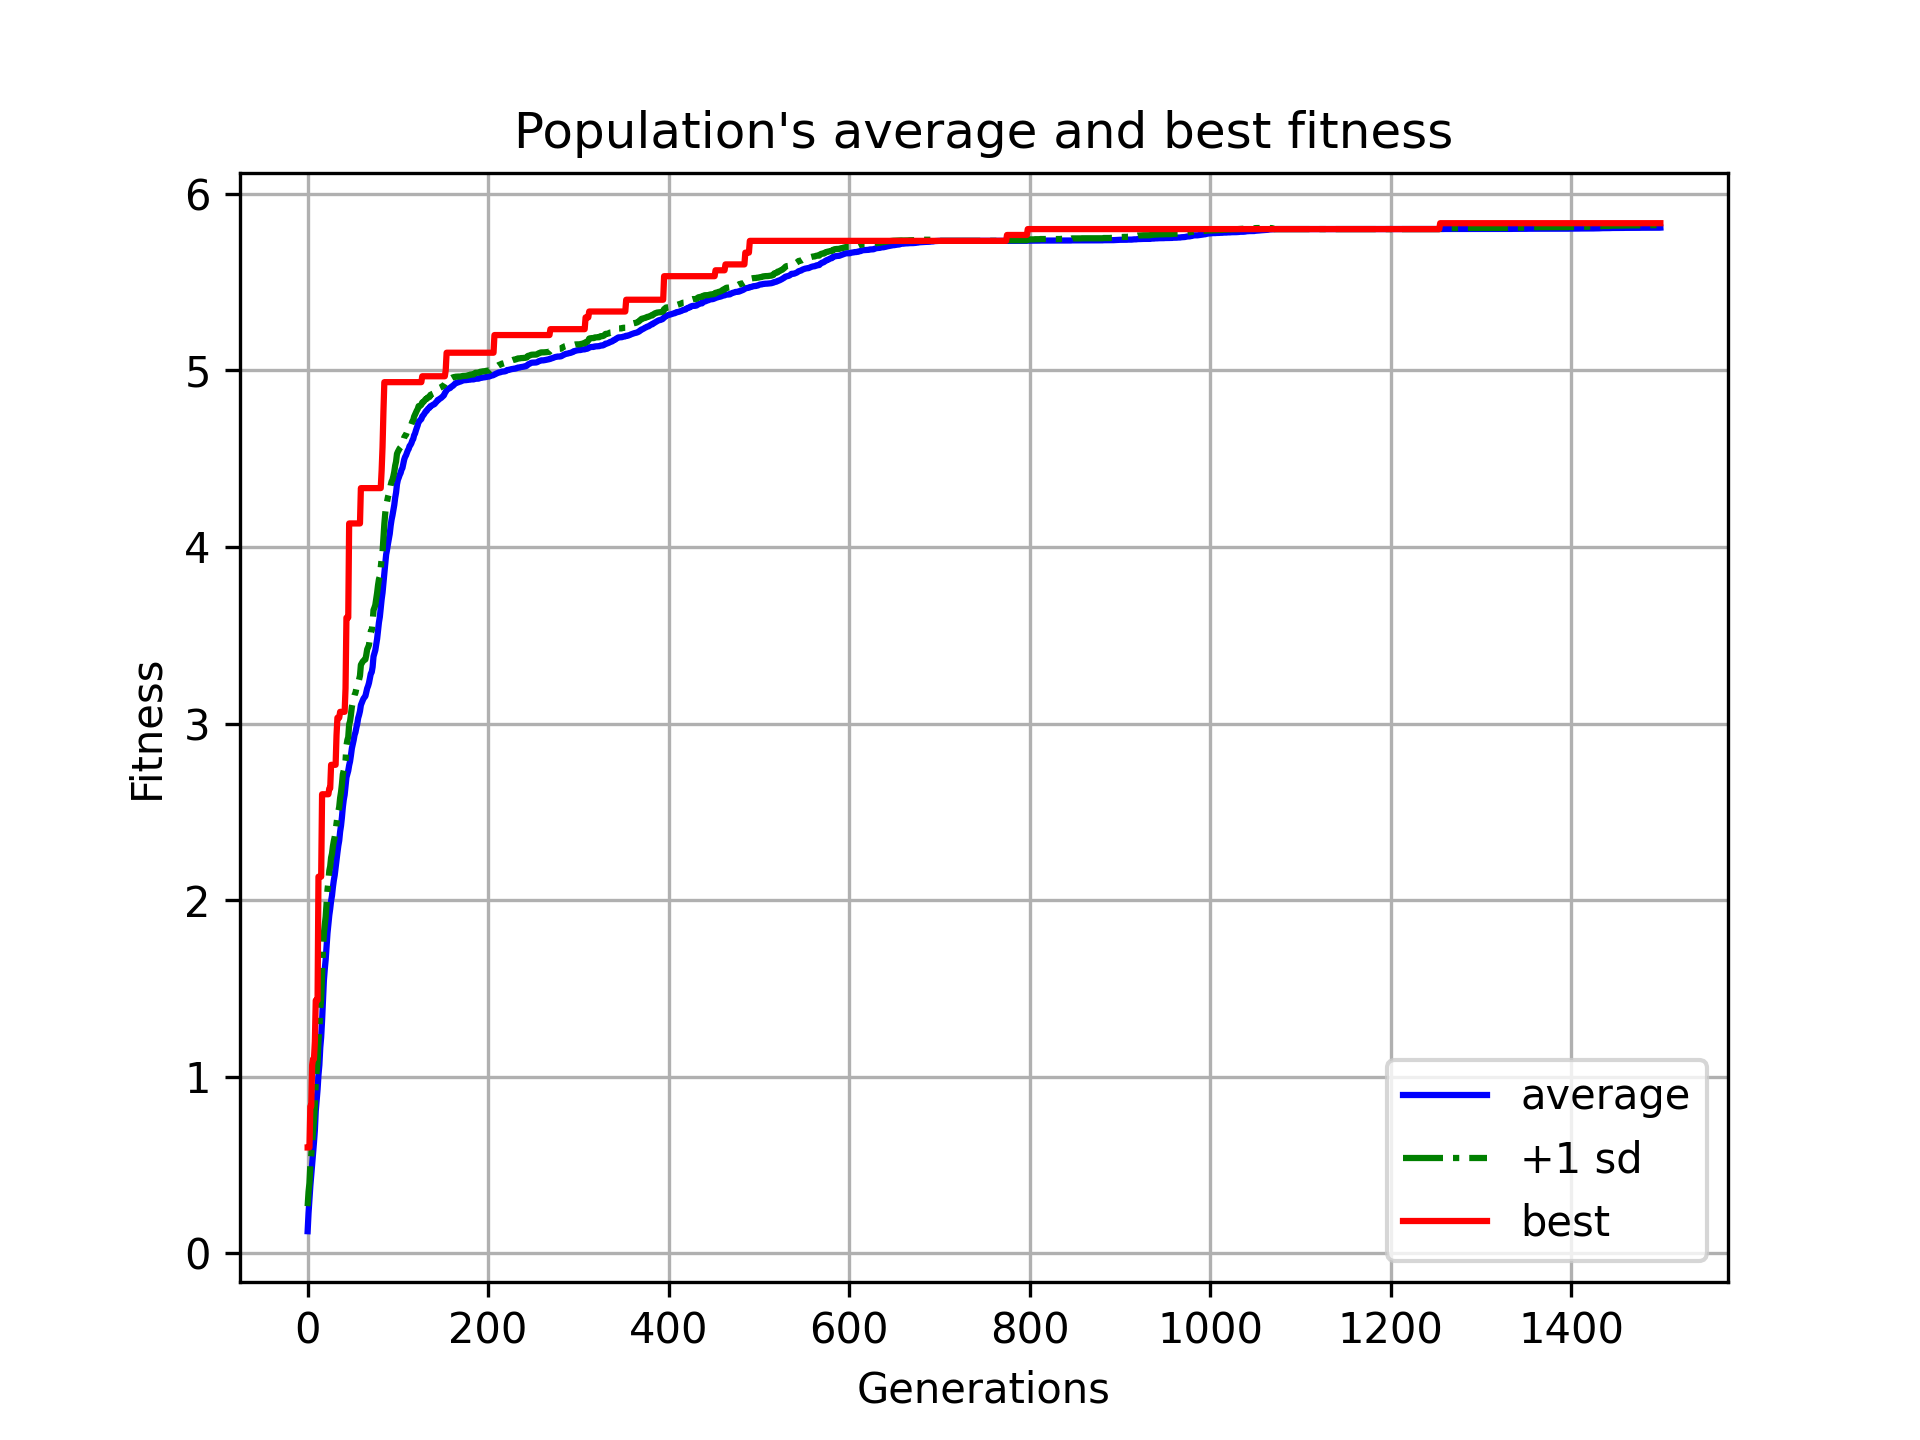 Population's average and best fitness
6
5
4
3
2
1
0
Fitness
0 200 400 600 800 1000 1200 1400
Generations
average
+1 sd
best